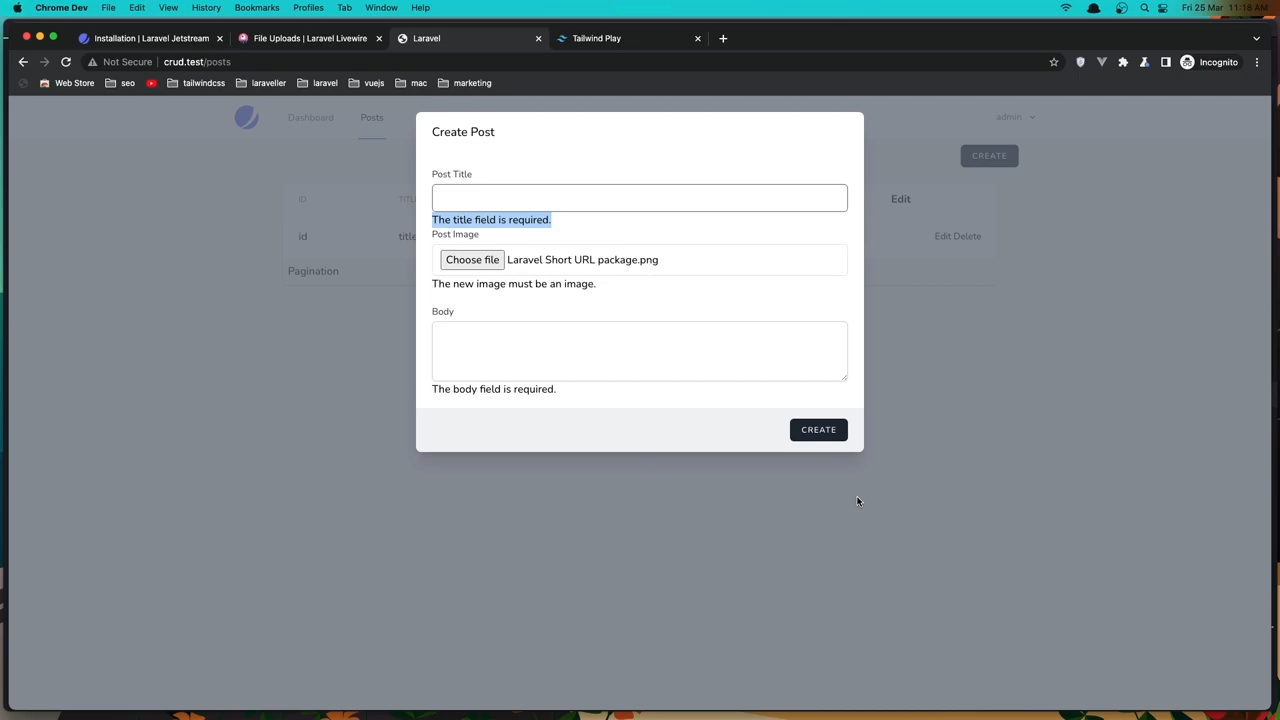 Chrome Dev File Edit View History Bookmarks Profiles Tab Window Help Fri 25 Mar 11:18 AM
Installation | Laravel Jetstream File Uploads | Laravel Livewire Laravel Tailwind Play
Not Secure crud.test/posts Incognito
Web Store seo tailwindcss laraveller laravel vuejs mac marketing
Dashboard Posts admin
CREATE
ID TITL Edit
id title Edit Delete
Pagination
Create Post
Post Title
The title field is required.
Post Image
Choose file Laravel Short URL package.png
The new image must be an image.
Body
The body field is required.
CREATE